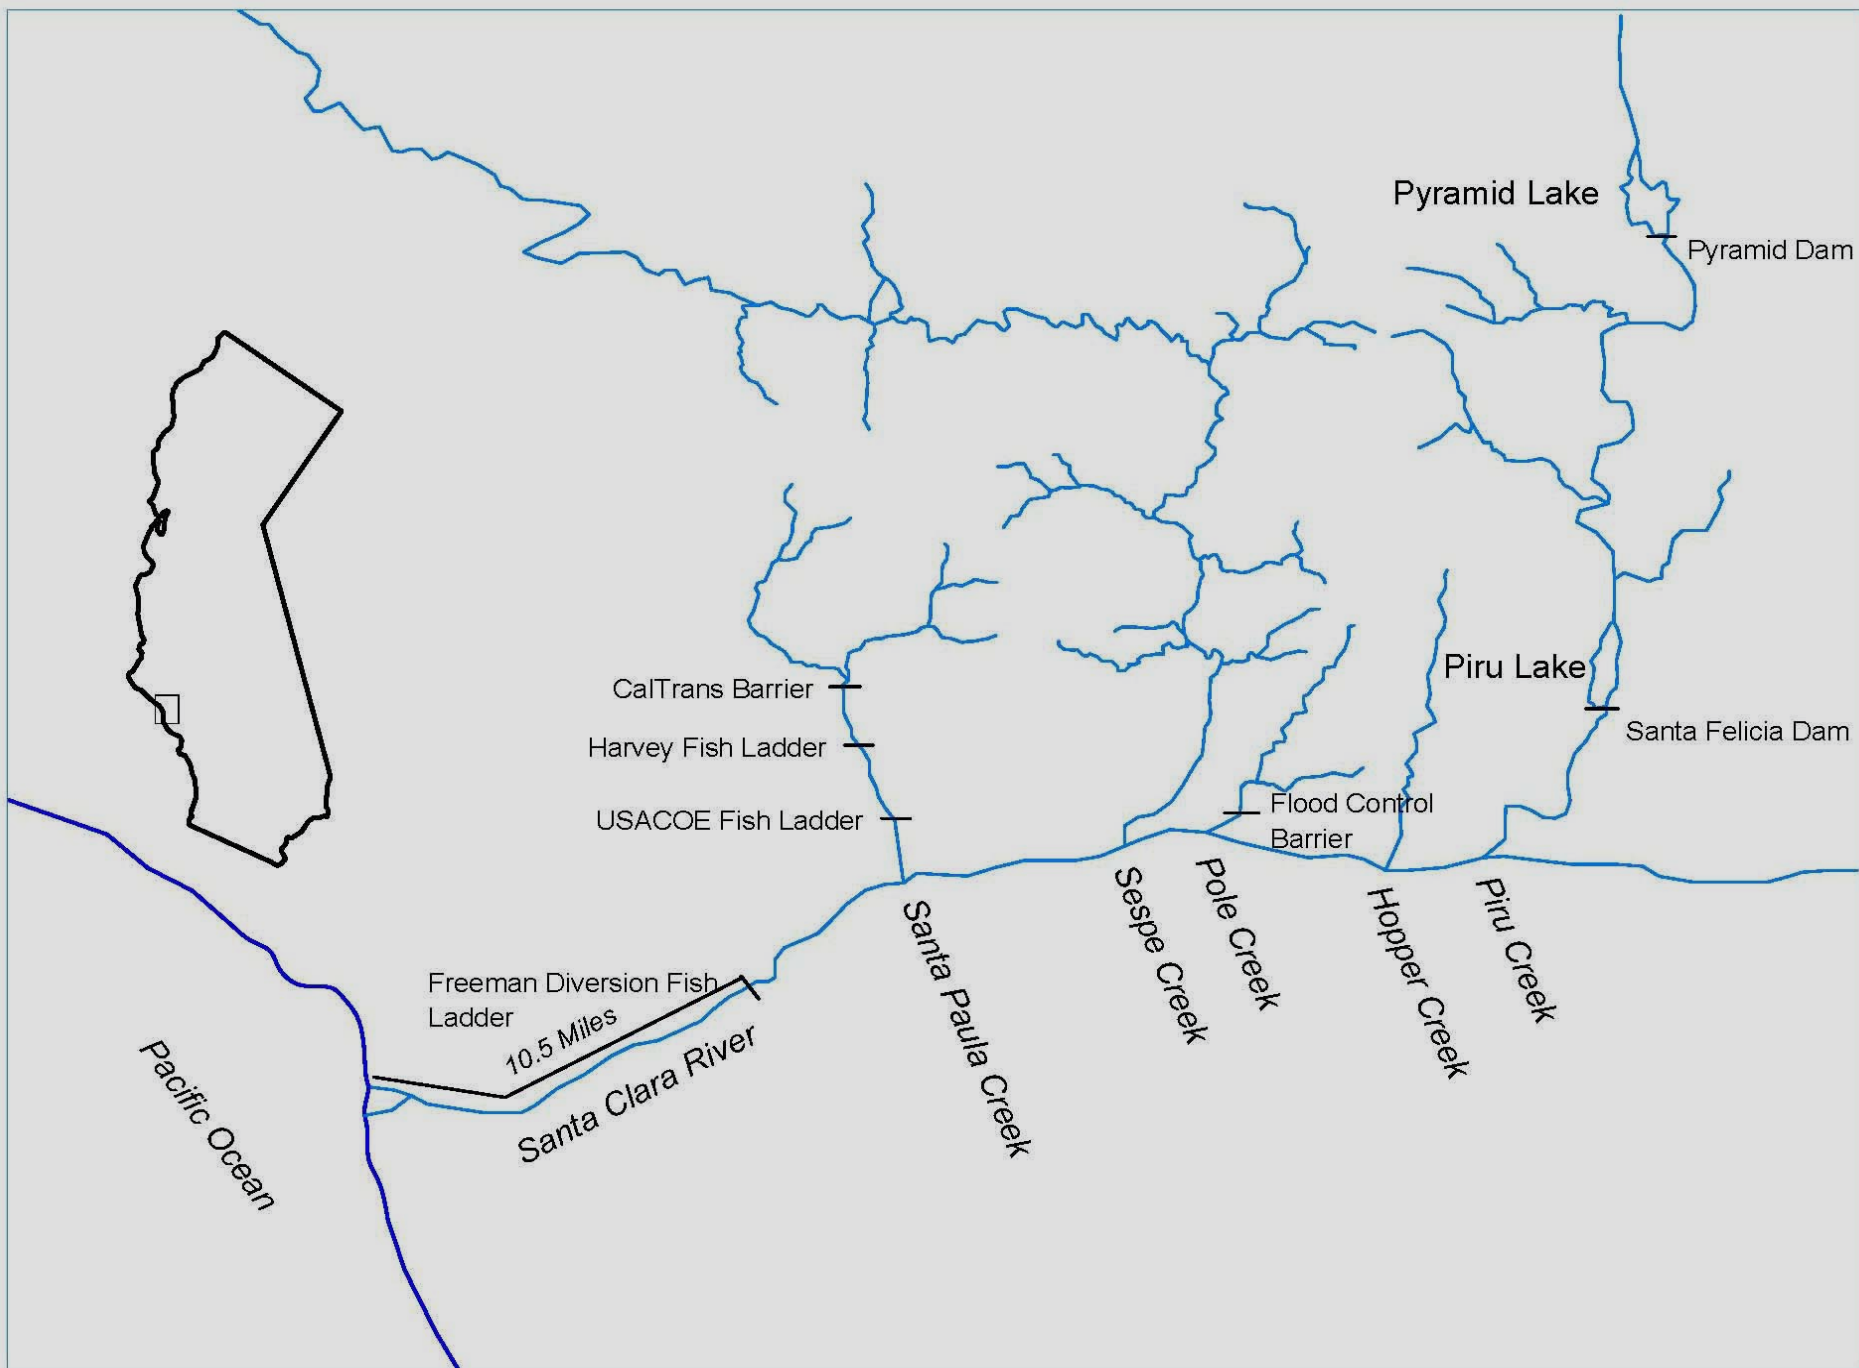 Pyramid Lake
Pyramid Dam
Piru Lake
CalTrans Barrier
Santa Felicia Dam
Harvey Fish Ladder
USACOE Fish Ladder
Flood Control
Barrier
Santa Paula Creek
Sespe Creek
Pole Creek
Hopper Creek
Piru Creek
Freeman Diversion Fish
Ladder
10.5 Miles
Santa Clara River
Pacific Ocean